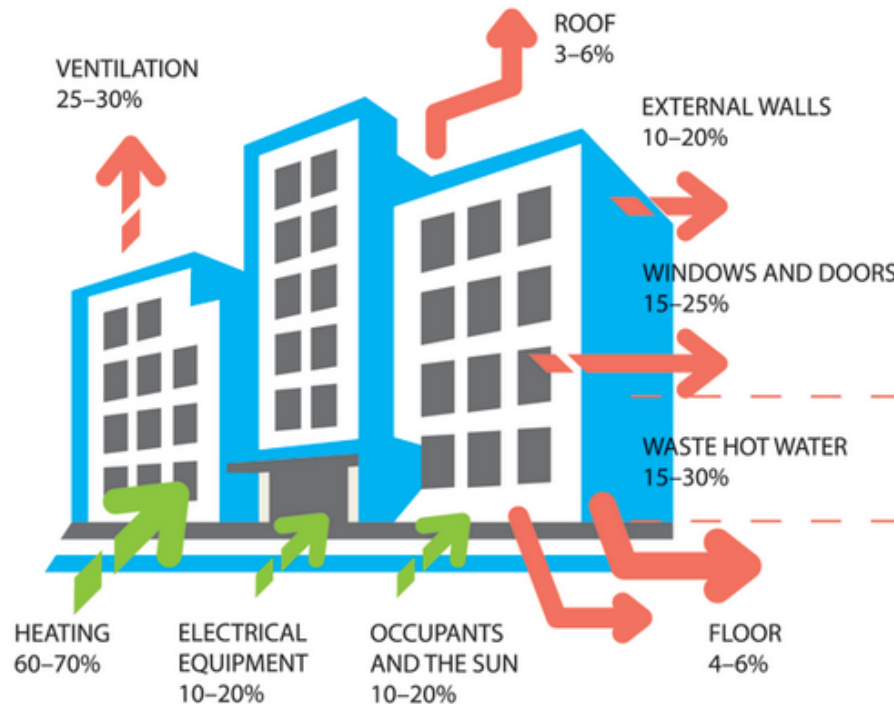 ROOF
3–6%
VENTILATION
25–30%
EXTERNAL WALLS
10–20%
WINDOWS AND DOORS
15–25%
WASTE HOT WATER
15–30%
HEATING
60–70%
ELECTRICAL
EQUIPMENT
10–20%
OCCUPANTS
AND THE SUN
10–20%
FLOOR
4–6%